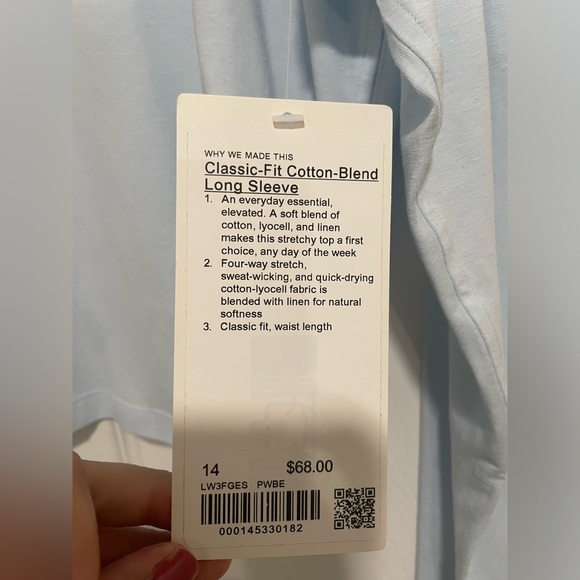 WHY WE MADE THIS
Classic-Fit Cotton-Blend
Long Sleeve
1. An everyday essential,
elevated. A soft blend of
cotton, lyocell, and linen
makes this stretchy top a first
choice, any day of the week
2. Four-way stretch,
sweat-wicking, and quick-drying
cotton-lyocell fabric is
blended with linen for natural
softness
3. Classic fit, waist length
14 $68.00
LW3FGES PWBE
000145330182